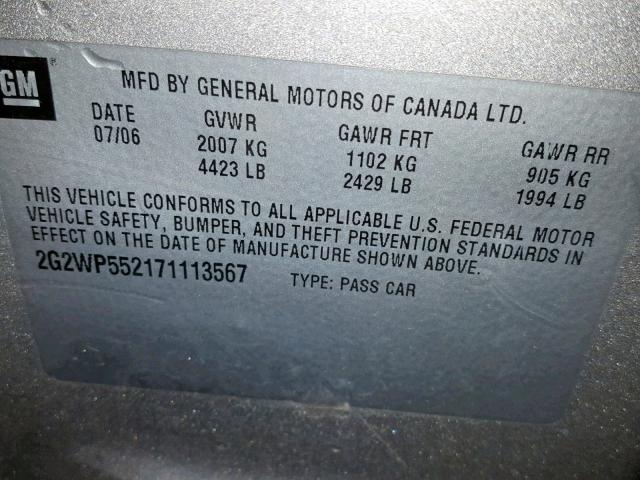 GM
MFD BY GENERAL MOTORS OF CANADA LTD.
DATE GVWR GAWR FRT GAWR RR
07/06 2007 KG 1102 KG 905 KG
4423 LB 2429 LB 1994 LB
THIS VEHICLE CONFORMS TO ALL APPLICABLE U.S. FEDERAL MOTOR
VEHICLE SAFETY, BUMPER, AND THEFT PREVENTION STANDARDS IN
EFFECT ON THE DATE OF MANUFACTURE SHOWN ABOVE.
2G2WP552171113567 TYPE: PASS CAR